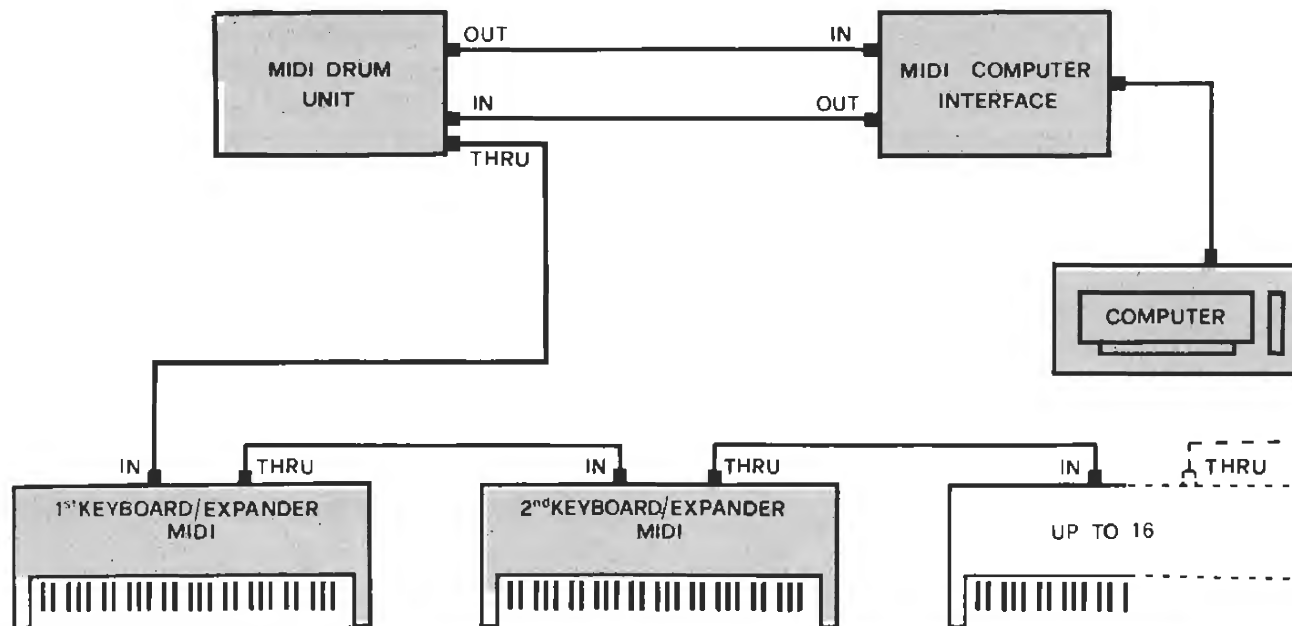 OUT
IN
MIDI DRUM
UNIT
MIDI COMPUTER
INTERFACE
IN
OUT
THRU
COMPUTER
IN
THRU
IN
THRU
IN
THRU
1st KEYBOARD/EXPANDER
MIDI
2nd KEYBOARD/EXPANDER
MIDI
UP TO 16